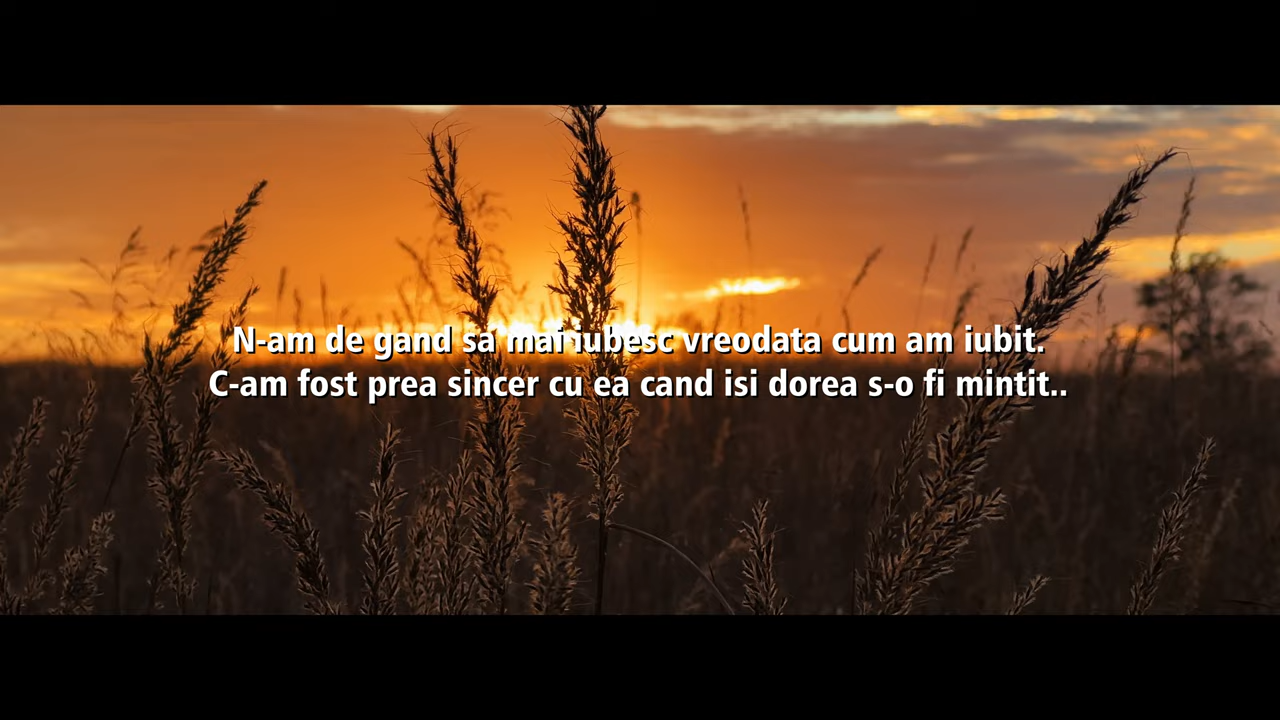 N-am de gand sa mai iubesc vreodata cum am iubit.
C-am fost prea sincer cu ea cand isi dorea s-o fi mintit..